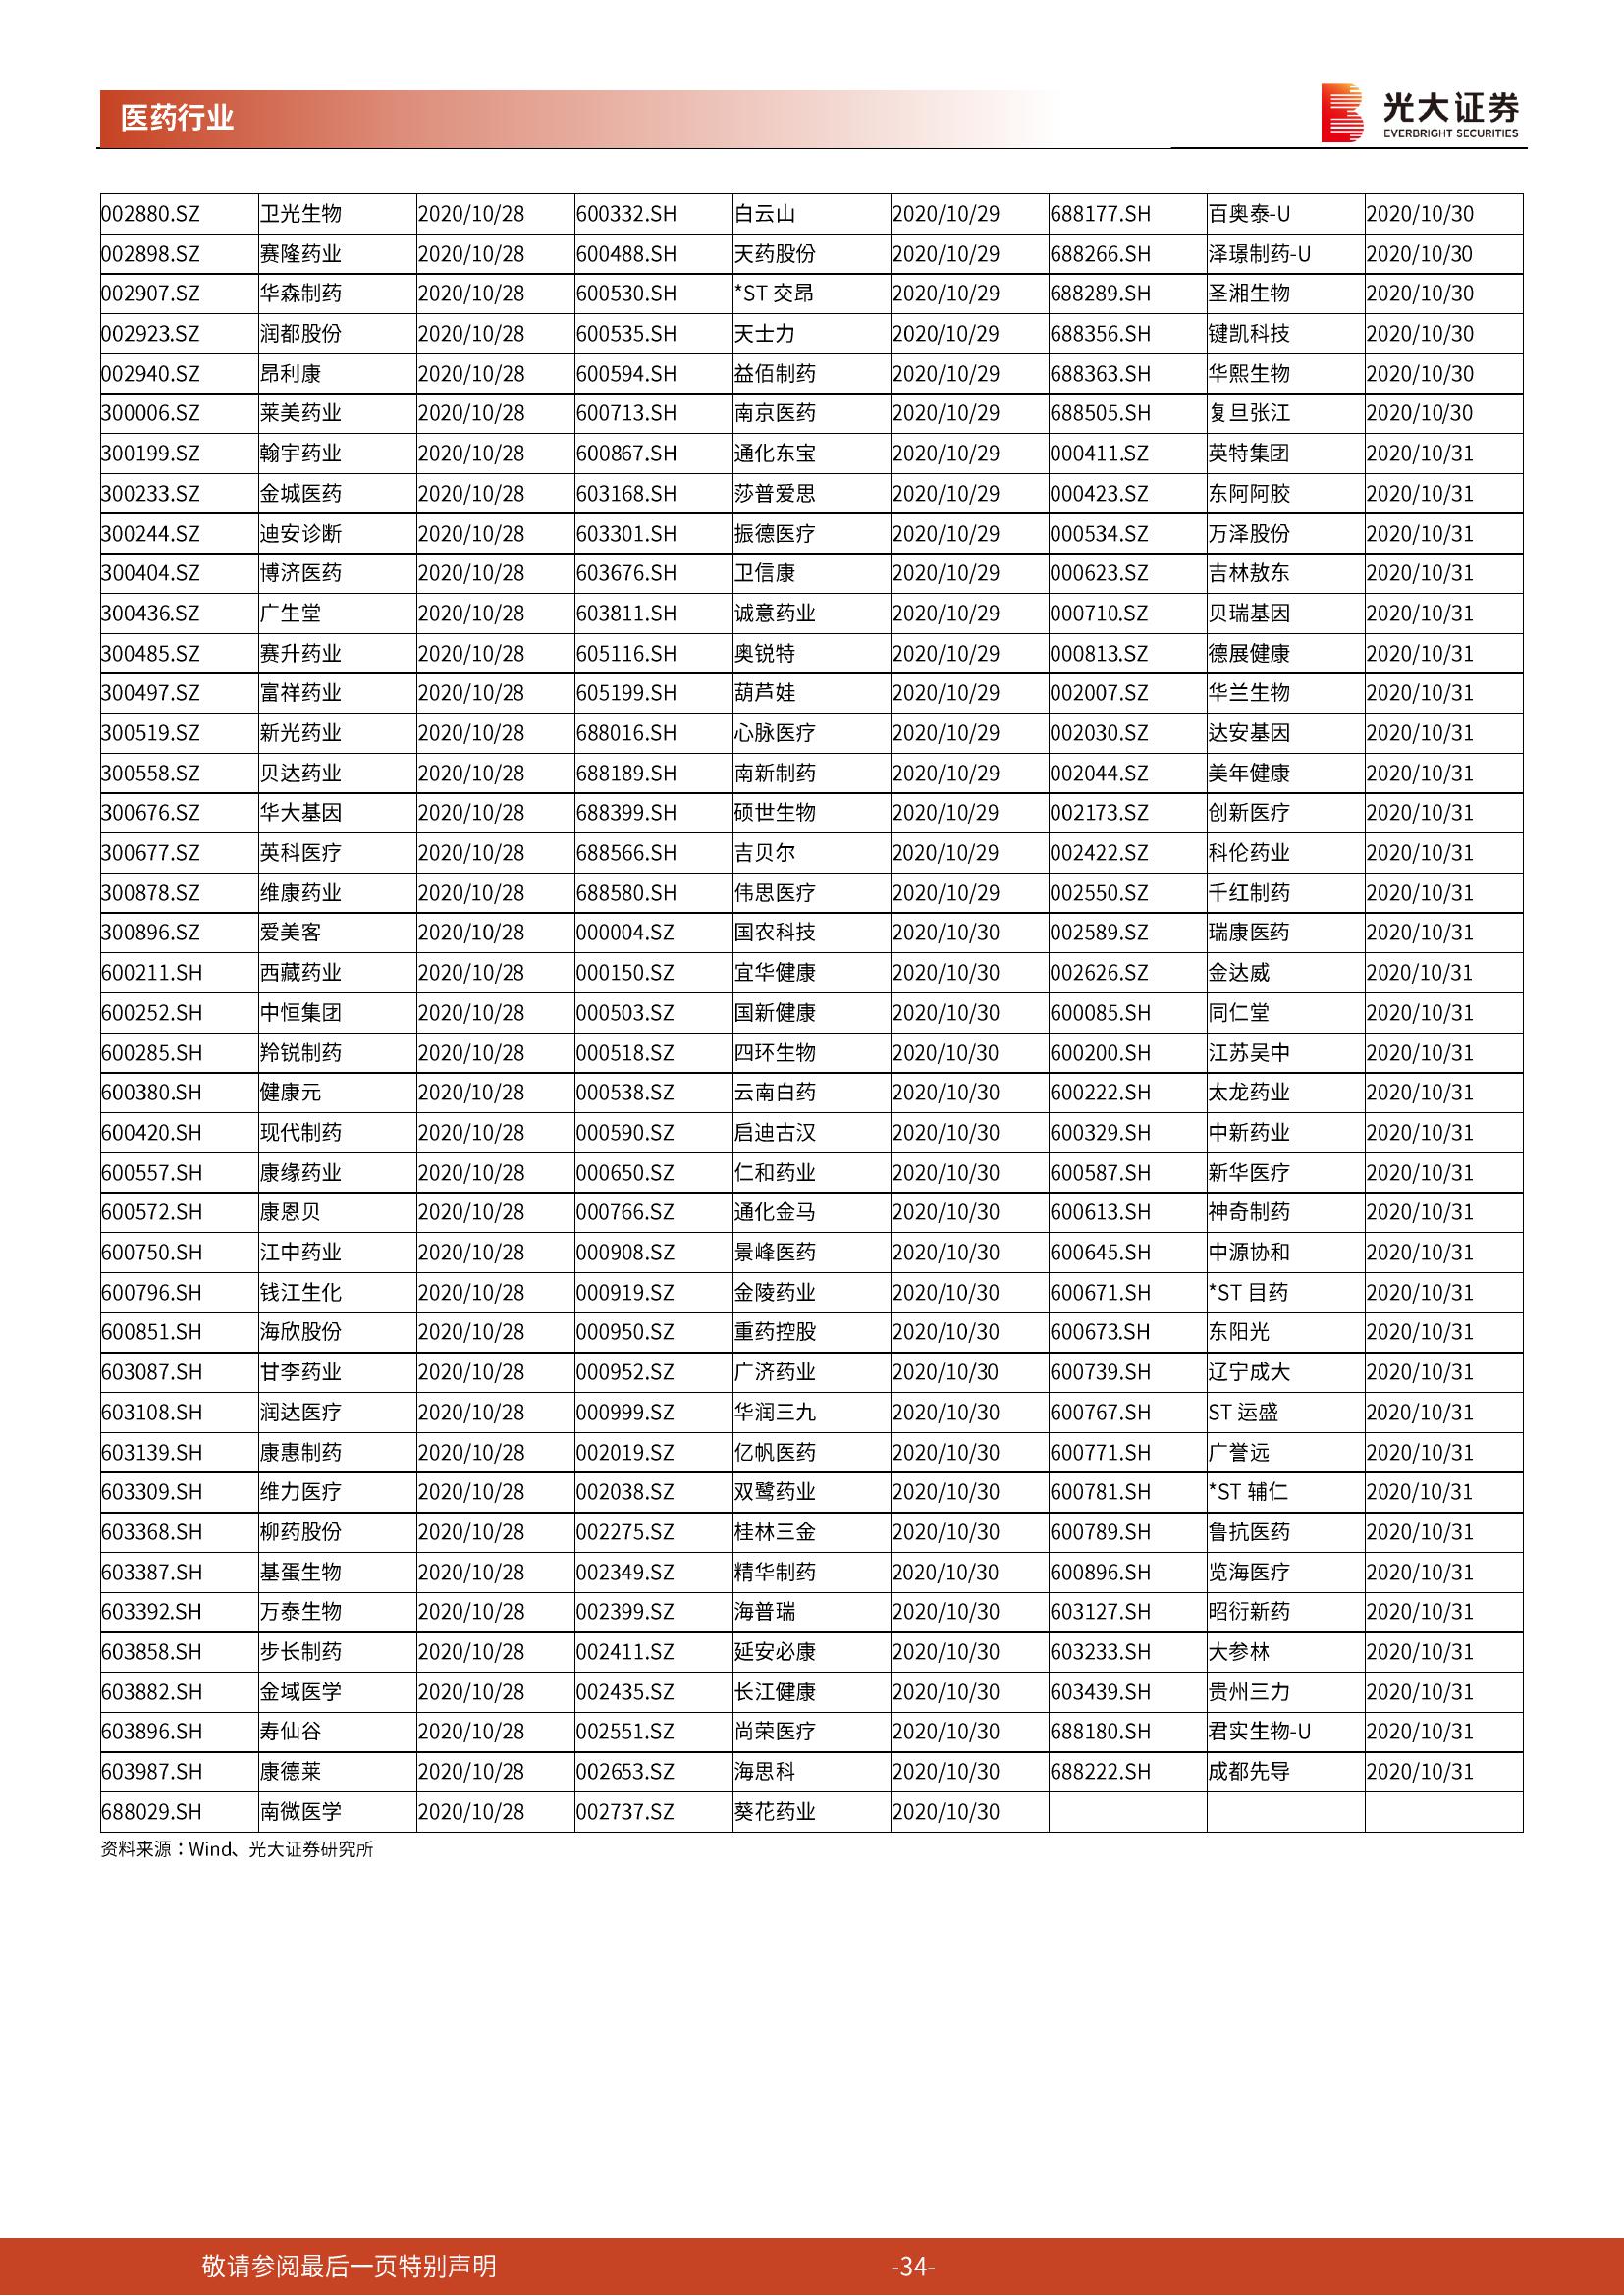 医药行业
光大证券
EVERBRIGHT SECURITIES
002880.SZ 卫光生物 2020/10/28 600332.SH 白云山 2020/10/29 688177.SH 百奥泰-U 2020/10/30
002898.SZ 赛隆药业 2020/10/28 600488.SH 天药股份 2020/10/29 688266.SH 泽璟制药-U 2020/10/30
002907.SZ 华森制药 2020/10/28 600530.SH *ST 交昂 2020/10/29 688289.SH 圣湘生物 2020/10/30
002923.SZ 润都股份 2020/10/28 600535.SH 天士力 2020/10/29 688356.SH 键凯科技 2020/10/30
002940.SZ 昂利康 2020/10/28 600594.SH 益佰制药 2020/10/29 688363.SH 华熙生物 2020/10/30
300006.SZ 莱美药业 2020/10/28 600713.SH 南京医药 2020/10/29 688505.SH 复旦张江 2020/10/30
300199.SZ 翰宇药业 2020/10/28 600867.SH 通化东宝 2020/10/29 000411.SZ 英特集团 2020/10/31
300233.SZ 金城医药 2020/10/28 603168.SH 莎普爱思 2020/10/29 000423.SZ 东阿阿胶 2020/10/31
300244.SZ 迪安诊断 2020/10/28 603301.SH 振德医疗 2020/10/29 000534.SZ 万泽股份 2020/10/31
300404.SZ 博济医药 2020/10/28 603676.SH 卫信康 2020/10/29 000623.SZ 吉林敖东 2020/10/31
300436.SZ 广生堂 2020/10/28 603811.SH 诚意药业 2020/10/29 000710.SZ 贝瑞基因 2020/10/31
300485.SZ 赛升药业 2020/10/28 605116.SH 奥锐特 2020/10/29 000813.SZ 德展健康 2020/10/31
300497.SZ 富祥药业 2020/10/28 605199.SH 葫芦娃 2020/10/29 002007.SZ 华兰生物 2020/10/31
300519.SZ 新光药业 2020/10/28 688016.SH 心脉医疗 2020/10/29 002030.SZ 达安基因 2020/10/31
300558.SZ 贝达药业 2020/10/28 688189.SH 南新制药 2020/10/29 002044.SZ 美年健康 2020/10/31
300676.SZ 华大基因 2020/10/28 688399.SH 硕世生物 2020/10/29 002173.SZ 创新医疗 2020/10/31
300677.SZ 英科医疗 2020/10/28 688566.SH 吉贝尔 2020/10/29 002422.SZ 科伦药业 2020/10/31
300878.SZ 维康药业 2020/10/28 688580.SH 伟思医疗 2020/10/29 002550.SZ 千红制药 2020/10/31
300896.SZ 爱美客 2020/10/28 000004.SZ 国农科技 2020/10/30 002589.SZ 瑞康医药 2020/10/31
600211.SH 西藏药业 2020/10/28 000150.SZ 宜华健康 2020/10/30 002626.SZ 金达威 2020/10/31
600252.SH 中恒集团 2020/10/28 000503.SZ 国新健康 2020/10/30 600085.SH 同仁堂 2020/10/31
600285.SH 羚锐制药 2020/10/28 000518.SZ 四环生物 2020/10/30 600200.SH 江苏吴中 2020/10/31
600380.SH 健康元 2020/10/28 000538.SZ 云南白药 2020/10/30 600222.SH 太龙药业 2020/10/31
600420.SH 现代制药 2020/10/28 000590.SZ 启迪古汉 2020/10/30 600329.SH 中新药业 2020/10/31
600557.SH 康缘药业 2020/10/28 000650.SZ 仁和药业 2020/10/30 600587.SH 新华医疗 2020/10/31
600572.SH 康恩贝 2020/10/28 000766.SZ 通化金马 2020/10/30 600613.SH 神奇制药 2020/10/31
600750.SH 江中药业 2020/10/28 000908.SZ 景峰医药 2020/10/30 600645.SH 中源协和 2020/10/31
600796.SH 钱江生化 2020/10/28 000919.SZ 金陵药业 2020/10/30 600671.SH *ST 目药 2020/10/31
600851.SH 海欣股份 2020/10/28 000950.SZ 重药控股 2020/10/30 600673.SH 东阳光 2020/10/31
603087.SH 甘李药业 2020/10/28 000952.SZ 广济药业 2020/10/30 600739.SH 辽宁成大 2020/10/31
603108.SH 润达医疗 2020/10/28 000999.SZ 华润三九 2020/10/30 600767.SH ST 运盛 2020/10/31
603139.SH 康惠制药 2020/10/28 002019.SZ 亿帆医药 2020/10/30 600771.SH 广誉远 2020/10/31
603309.SH 维力医疗 2020/10/28 002038.SZ 双鹭药业 2020/10/30 600781.SH *ST 辅仁 2020/10/31
603368.SH 柳药股份 2020/10/28 002275.SZ 桂林三金 2020/10/30 600789.SH 鲁抗医药 2020/10/31
603387.SH 基蛋生物 2020/10/28 002349.SZ 精华制药 2020/10/30 600896.SH 览海医疗 2020/10/31
603392.SH 万泰生物 2020/10/28 002399.SZ 海普瑞 2020/10/30 603127.SH 昭衍新药 2020/10/31
603858.SH 步长制药 2020/10/28 002411.SZ 延安必康 2020/10/30 603233.SH 大参林 2020/10/31
603882.SH 金域医学 2020/10/28 002435.SZ 长江健康 2020/10/30 603439.SH 贵州三力 2020/10/31
603896.SH 寿仙谷 2020/10/28 002551.SZ 尚荣医疗 2020/10/30 688180.SH 君实生物-U 2020/10/31
603987.SH 康德莱 2020/10/28 002653.SZ 海思科 2020/10/30 688222.SH 成都先导 2020/10/31
688029.SH 南微医学 2020/10/28 002737.SZ 葵花药业 2020/10/30
资料来源：Wind、光大证券研究所
敬请参阅最后一页特别声明 -34-